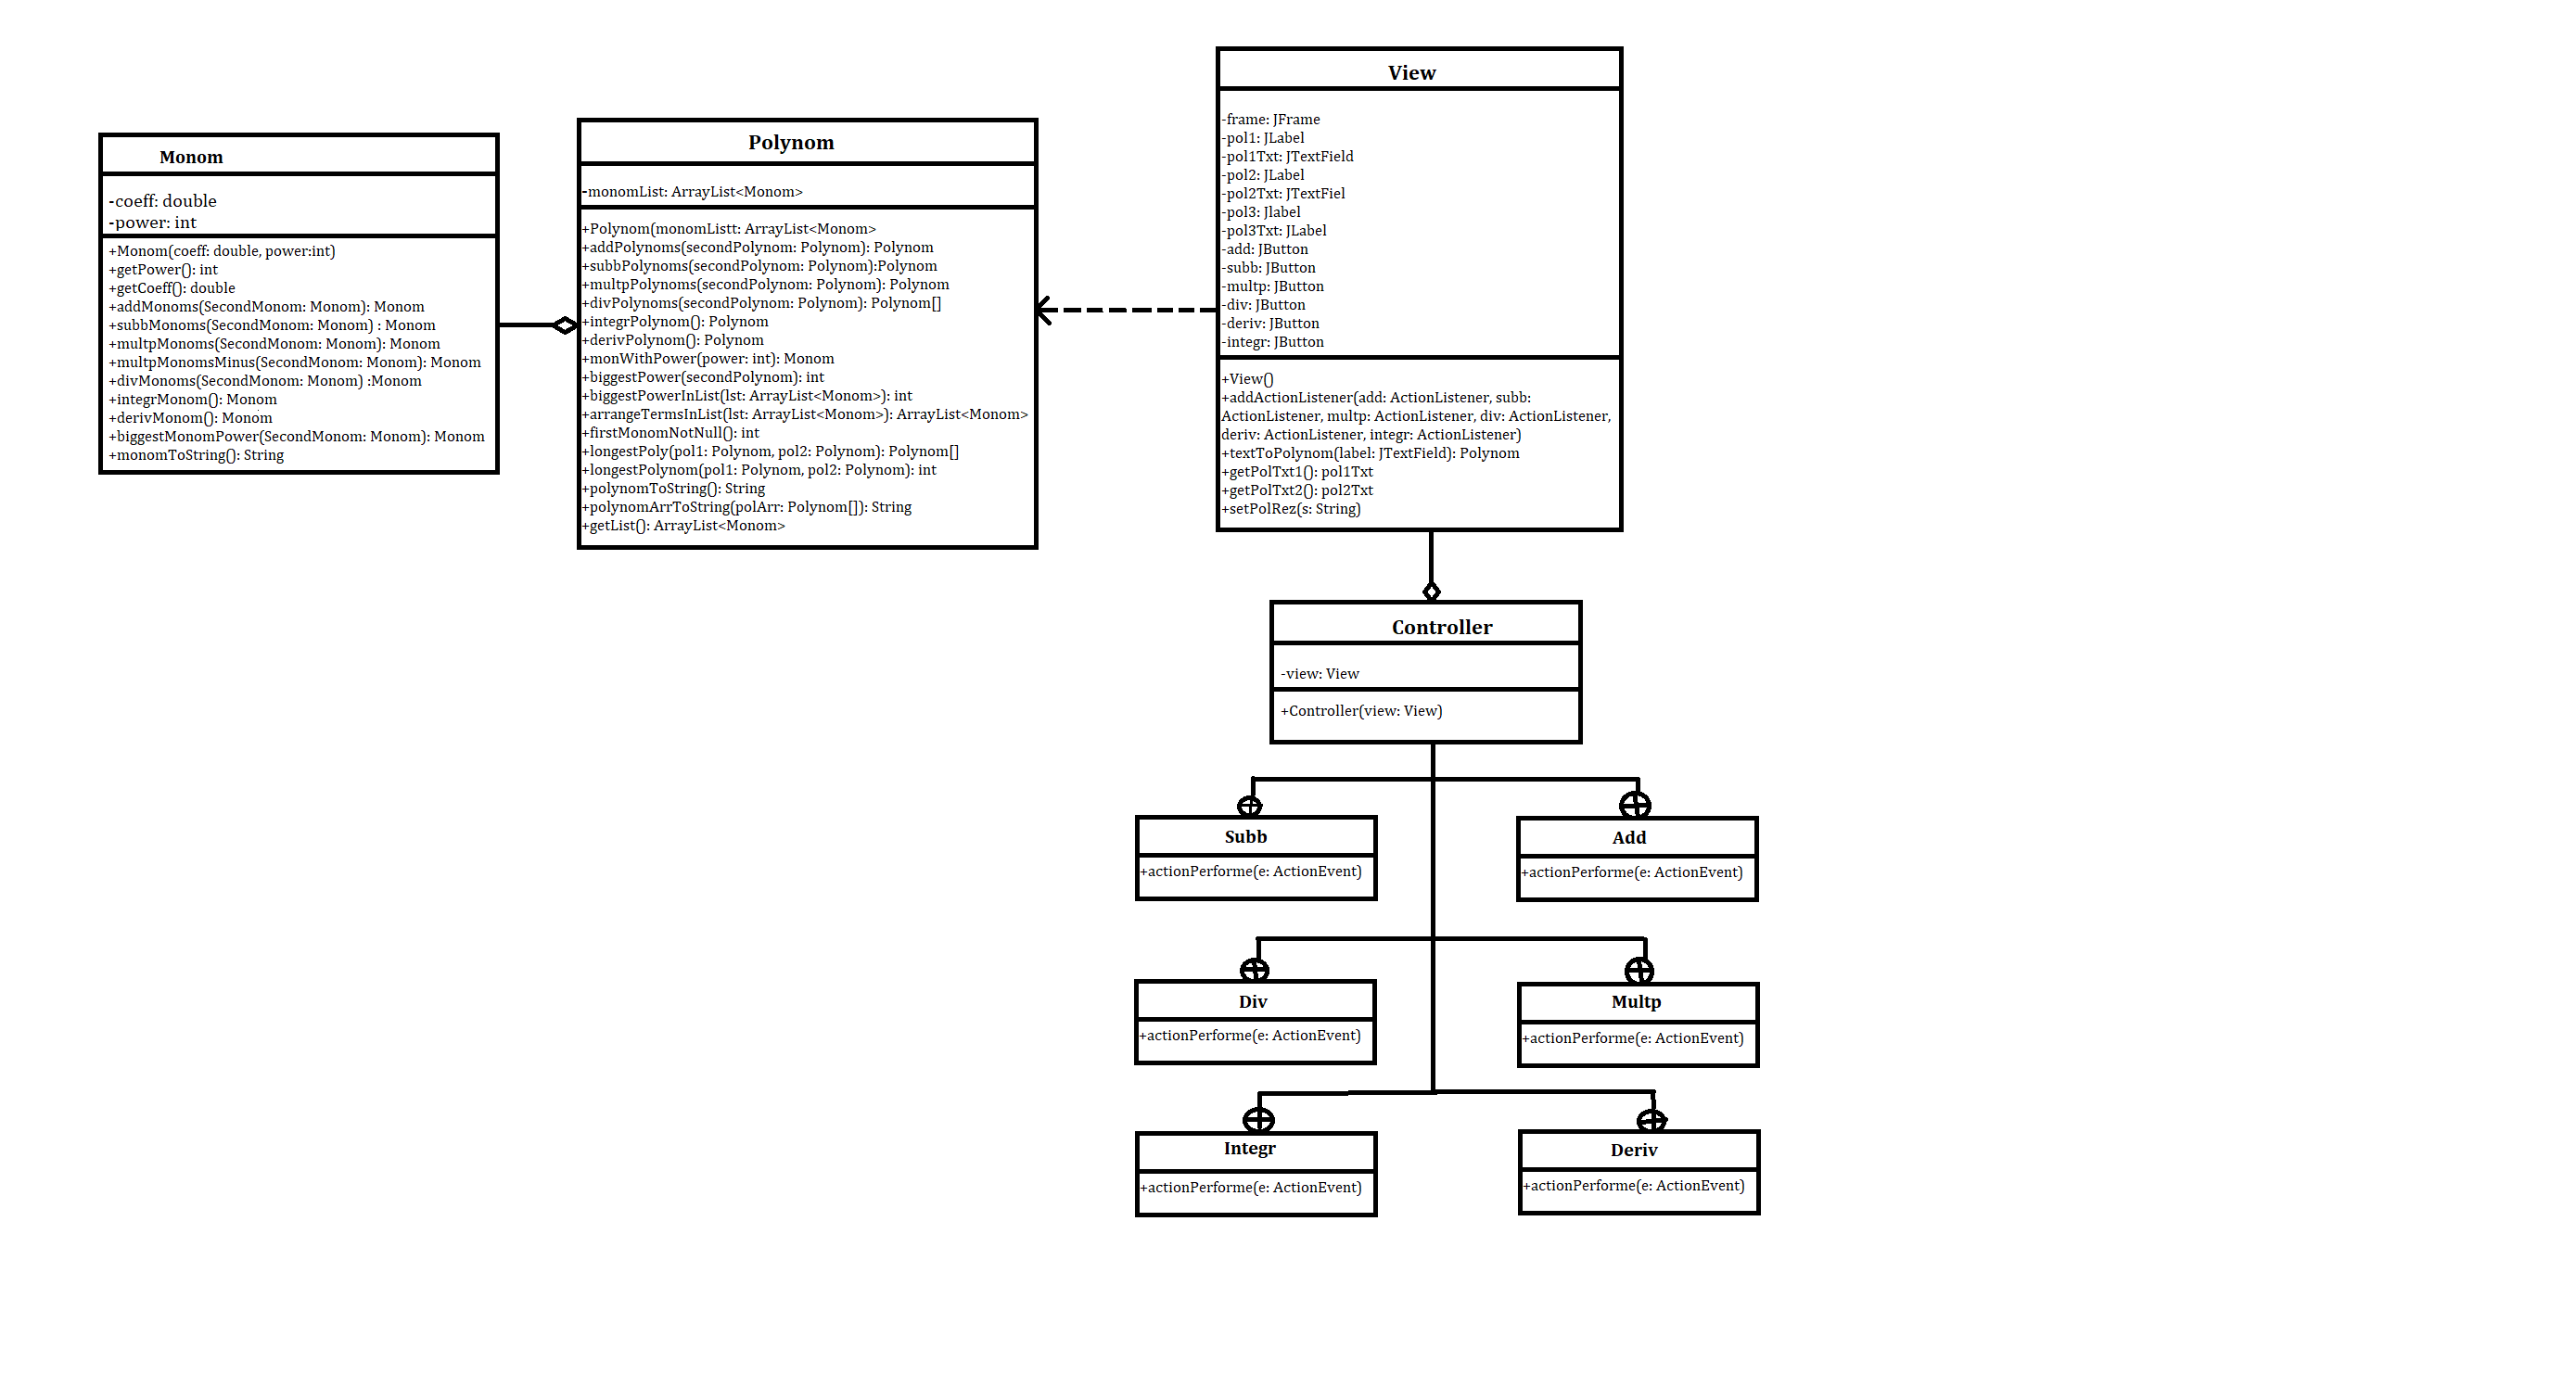 Monom
-coeff: double
-power: int
+Monom(coeff: double, power:int)
+getPower(): int
+getCoeff(): double
+addMonoms(SecondMonom: Monom): Monom
+subbMonoms(SecondMonom: Monom) : Monom
+multpMonoms(SecondMonom: Monom): Monom
+multpMonomsMinus(SecondMonom: Monom): Monom
+divMonoms(SecondMonom: Monom) :Monom
+integrMonom(): Monom
+derivMonom(): Monom
+biggestMonomPower(SecondMonom: Monom): Monom
+monomToString(): String
Polynom
-monomList: ArrayList<Monom>
+Polynom(monomListt: ArrayList<Monom>
+addPolynoms(secondPolynom: Polynom): Polynom
+subbPolynoms(secondPolynom: Polynom):Polynom
+multpPolynoms(secondPolynom: Polynom): Polynom
+divPolynoms(secondPolynom: Polynom): Polynom[]
+integrPolynom(): Polynom
+derivPolynom(): Polynom
+monWithPower(power: int): Monom
+biggestPower(secondPolynom): int
+biggestPowerInList(lst: ArrayList<Monom>): int
+arrangeTermsInList(lst: ArrayList<Monom>): ArrayList<Monom>
+firstMonomNotNull(): int
+longestPoly(pol1: Polynom, pol2: Polynom): Polynom[]
+longestPolynom(pol1: Polynom, pol2: Polynom): int
+polynomToString(): String
+polynomArrToString(polArr: Polynom[]): String
+getList(): ArrayList<Monom>
View
-frame: JFrame
-pol1: JLabel
-pol1Txt: JTextField
-pol2: JLabel
-pol2Txt: JTextFiel
-pol3: Jlabel
-pol3Txt: JLabel
-add: JButton
-subb: JButton
-multp: JButton
-div: JButton
-deriv: JButton
-integr: JButton
+View()
+addActionListener(add: ActionListener, subb:
ActionListener, multp: ActionListener, div: ActionListener,
deriv: ActionListener, integr: ActionListener)
+textToPolynom(label: JTextField): Polynom
+getPolTxt1(): pol1Txt
+getPolTxt2(): pol2Txt
+setPolRez(s: String)
Controller
-view: View
+Controller(view: View)
Subb
+actionPerforme(e: ActionEvent)
Add
+actionPerforme(e: ActionEvent)
Div
+actionPerforme(e: ActionEvent)
Multp
+actionPerforme(e: ActionEvent)
Integr
+actionPerforme(e: ActionEvent)
Deriv
+actionPerforme(e: ActionEvent)